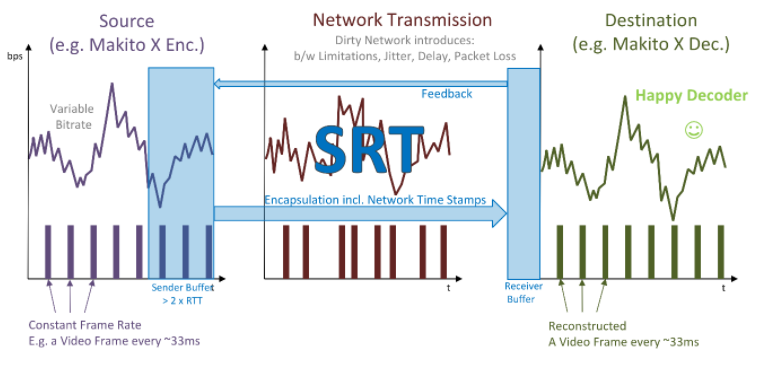 Source
(e.g. Makito X Enc.)
Network Transmission
Dirty Network introduces:
b/w Limitations, Jitter, Delay, Packet Loss
Destination
(e.g. Makito X Dec.)
bps
Variable
Bitrate
Feedback
SRT
Happy Decoder
Encapsulation incl. Network Time Stamps
Sender Buffer
> 2 x RTT
t
t
Receiver
Buffer
t
Constant Frame Rate
E.g. a Video Frame every ~33ms
Reconstructed
A Video Frame every ~33ms